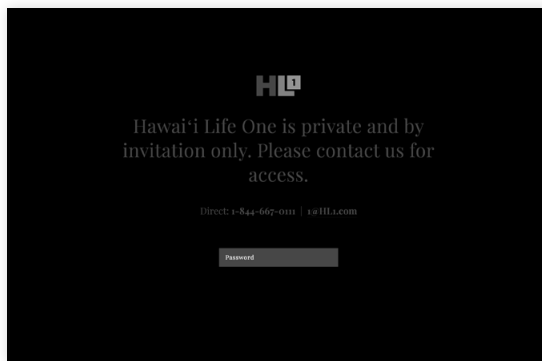 HL1
Hawaiʻi Life One is private and by
invitation only. Please contact us for
access.
Direct: 1-844-667-0111 | 1@HL1.com
Password